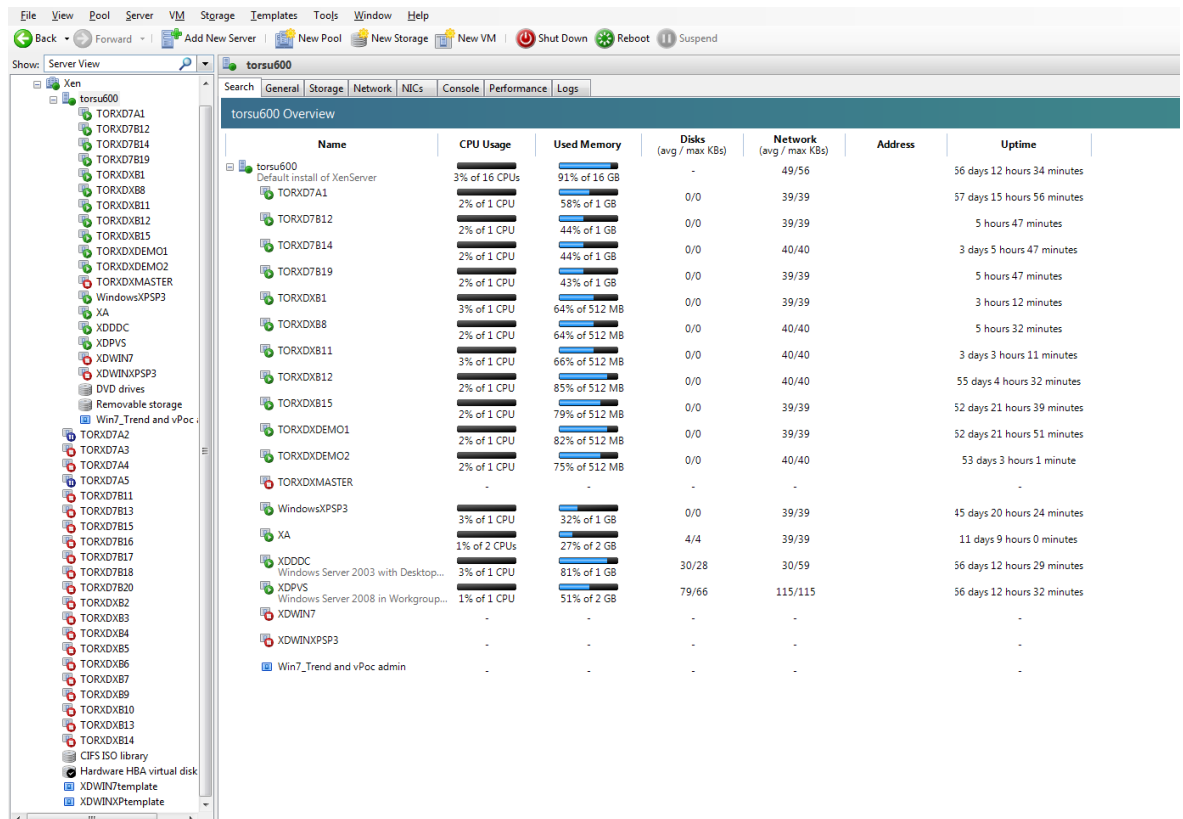 File View Pool Server VM Storage Templates Tools Window Help
Back Forward Add New Server New Pool New Storage New VM Shut Down Reboot Suspend
Show: Server View
torsu600
Xen
torsu600
TORXD7A1
TORXD7B12
TORXD7B14
TORXD7B19
TORXDXB1
TORXDXB8
TORXDXB11
TORXDXB12
TORXDXB15
TORXDXDEMO1
TORXDXDEMO2
TORXDXMASTER
WindowsXPSP3
XA
XDDDC
XDPVS
XDWIN7
XDWINXPSP3
DVD drives
Removable storage
Win7_Trend and vPoc
TORXD7A2
TORXD7A3
TORXD7A4
TORXD7A5
TORXD7B11
TORXD7B13
TORXD7B15
TORXD7B16
TORXD7B17
TORXD7B18
TORXD7B20
TORXDXB2
TORXDXB3
TORXDXB4
TORXDXB5
TORXDXB6
TORXDXB7
TORXDXB9
TORXDXB10
TORXDXB13
TORXDXB14
CIFS ISO library
Hardware HBA virtual disk
XDWIN7template
XDWINXPtemplate
Search General Storage Network NICs Console Performance Logs
torsu600 Overview
Name CPU Usage Used Memory Disks (avg / max KBs) Network (avg / max KBs) Address Uptime
torsu600 - 49/56 56 days 12 hours 34 minutes
Default install of XenServer 3% of 16 CPUs 91% of 16 GB
TORXD7A1 2% of 1 CPU 58% of 1 GB 0/0 39/39 57 days 15 hours 56 minutes
TORXD7B12 2% of 1 CPU 44% of 1 GB 0/0 39/39 5 hours 47 minutes
TORXD7B14 2% of 1 CPU 44% of 1 GB 0/0 40/40 3 days 5 hours 47 minutes
TORXD7B19 2% of 1 CPU 43% of 1 GB 0/0 39/39 5 hours 47 minutes
TORXDXB1 3% of 1 CPU 64% of 512 MB 0/0 39/39 3 hours 12 minutes
TORXDXB8 2% of 1 CPU 64% of 512 MB 0/0 40/40 5 hours 32 minutes
TORXDXB11 3% of 1 CPU 66% of 512 MB 0/0 40/40 3 days 3 hours 11 minutes
TORXDXB12 2% of 1 CPU 85% of 512 MB 0/0 40/40 55 days 4 hours 32 minutes
TORXDXB15 2% of 1 CPU 79% of 512 MB 0/0 39/39 52 days 21 hours 39 minutes
TORXDXDEMO1 2% of 1 CPU 82% of 512 MB 0/0 39/39 52 days 21 hours 51 minutes
TORXDXDEMO2 2% of 1 CPU 75% of 512 MB 0/0 40/40 53 days 3 hours 1 minute
TORXDXMASTER - - - - -
WindowsXPSP3 3% of 1 CPU 32% of 1 GB 0/0 39/39 45 days 20 hours 24 minutes
XA 1% of 2 CPUs 27% of 2 GB 4/4 39/39 11 days 9 hours 0 minutes
XDDDC 30/28 30/59 56 days 12 hours 29 minutes
Windows Server 2003 with Desktop... 3% of 1 CPU 81% of 1 GB
XDPVS 79/66 115/115 56 days 12 hours 32 minutes
Windows Server 2008 in Workgroup... 1% of 1 CPU 51% of 2 GB
XDWIN7 - - - - -
XDWINXPSP3 - - - - -
Win7_Trend and vPoc admin - - - - -